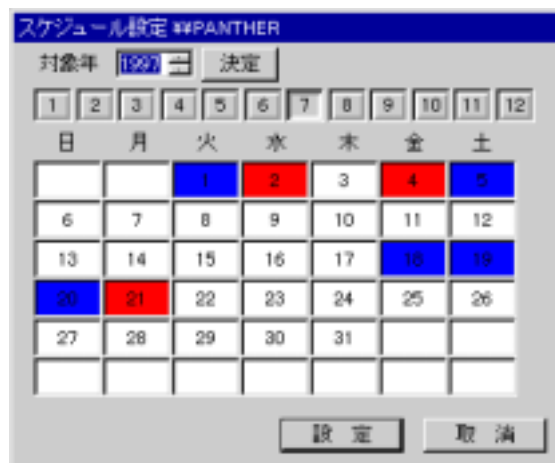 スケジュール設定 ¥¥PANTHER
対象年 1997 決定
1 2 3 4 5 6 7 8 9 10 11 12
日 月 火 水 木 金 土
1 2 3 4 5
6 7 8 9 10 11 12
13 14 15 16 17 18 19
20 21 22 23 24 25 26
27 28 29 30 31
設 定 取 消